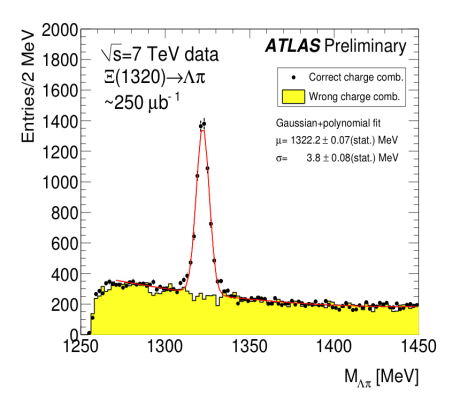 √s=7 TeV data
Ξ(1320)→Λπ
~250 μb⁻¹
ATLAS Preliminary
Correct charge comb.
Wrong charge comb.
Gaussian+polynomial fit
μ= 1322.2 ± 0.07(stat.) MeV
σ= 3.8 ± 0.08(stat.) MeV
Entries/2 MeV
2000
1800
1600
1400
1200
1000
800
600
400
200
0
1250 1300 1350 1400 1450
M_Λπ [MeV]